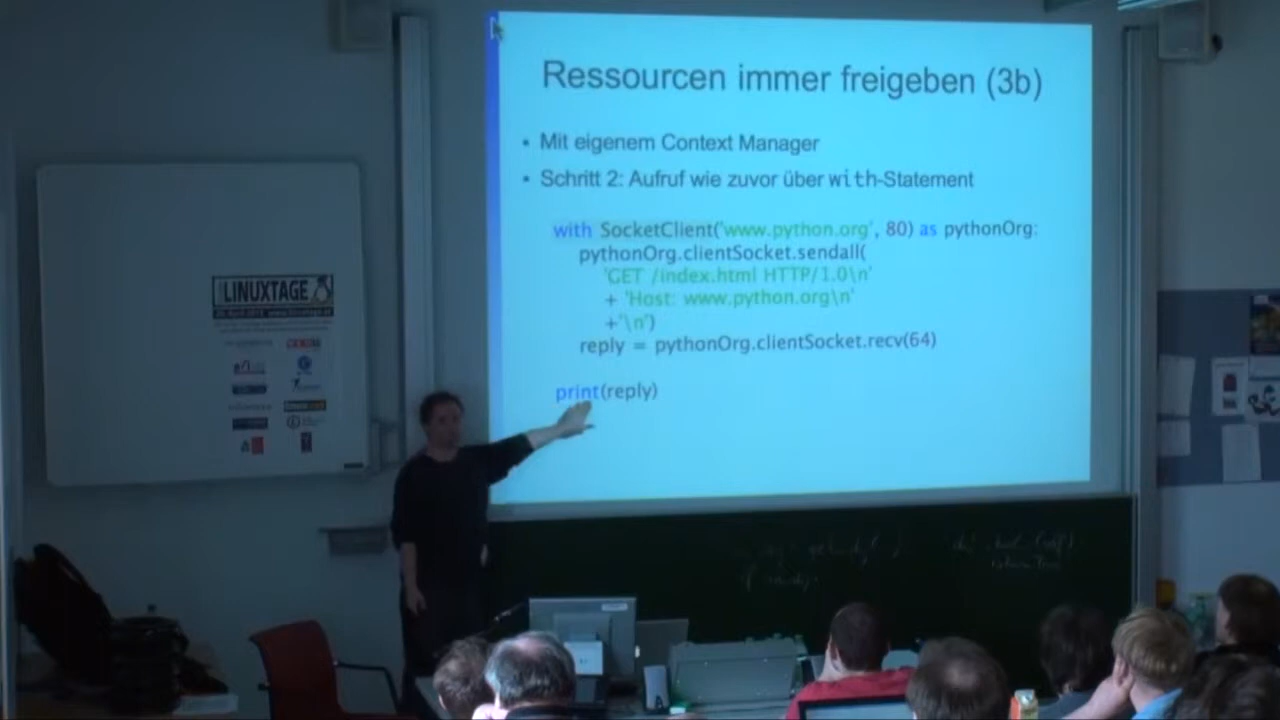 Ressourcen immer freigeben (3b)
• Mit eigenem Context Manager
• Schritt 2: Aufruf wie zuvor über with-Statement
with SocketClient('www.python.org', 80) as pythonOrg:
pythonOrg.clientSocket.sendall(
'GET /index.html HTTP/1.0\n'
+ 'Host: www.python.org\n'
+'\n')
reply = pythonOrg.clientSocket.recv(64)
print(reply)
LINUXTAGE